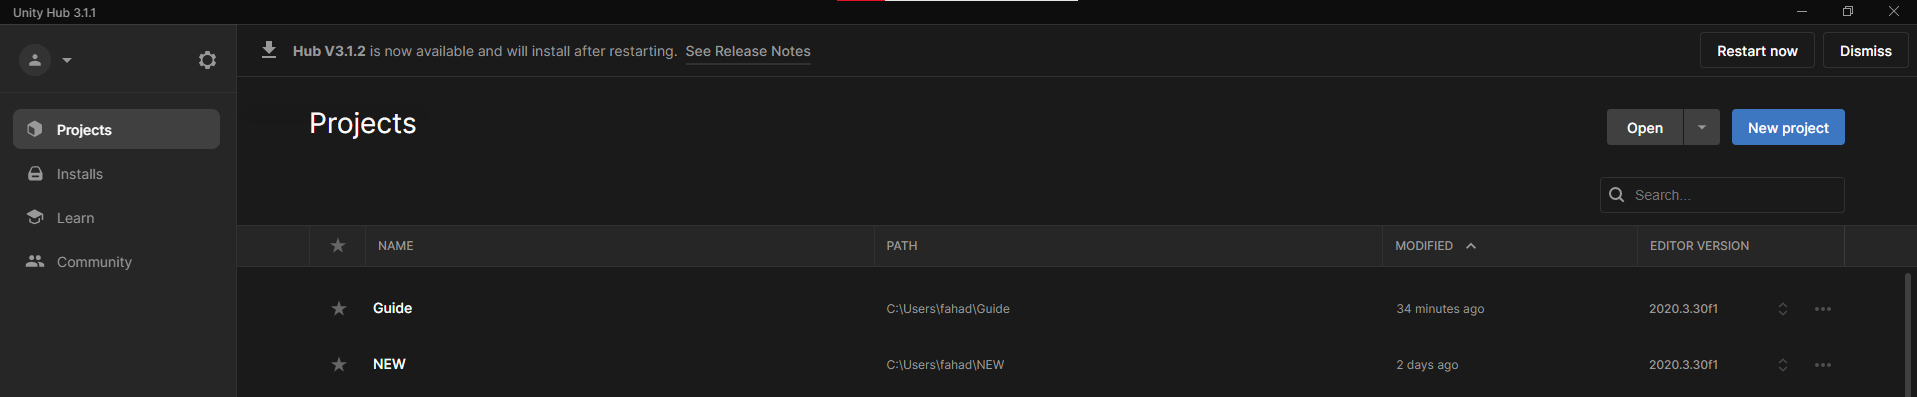 Unity Hub 3.1.1
Hub V3.1.2 is now available and will install after restarting. See Release Notes
Restart now
Dismiss
Projects
Installs
Learn
Community
Projects
Open
New project
Search...
NAME PATH MODIFIED EDITOR VERSION
Guide C:\Users\fahad\Guide 34 minutes ago 2020.3.30f1
NEW C:\Users\fahad\NEW 2 days ago 2020.3.30f1